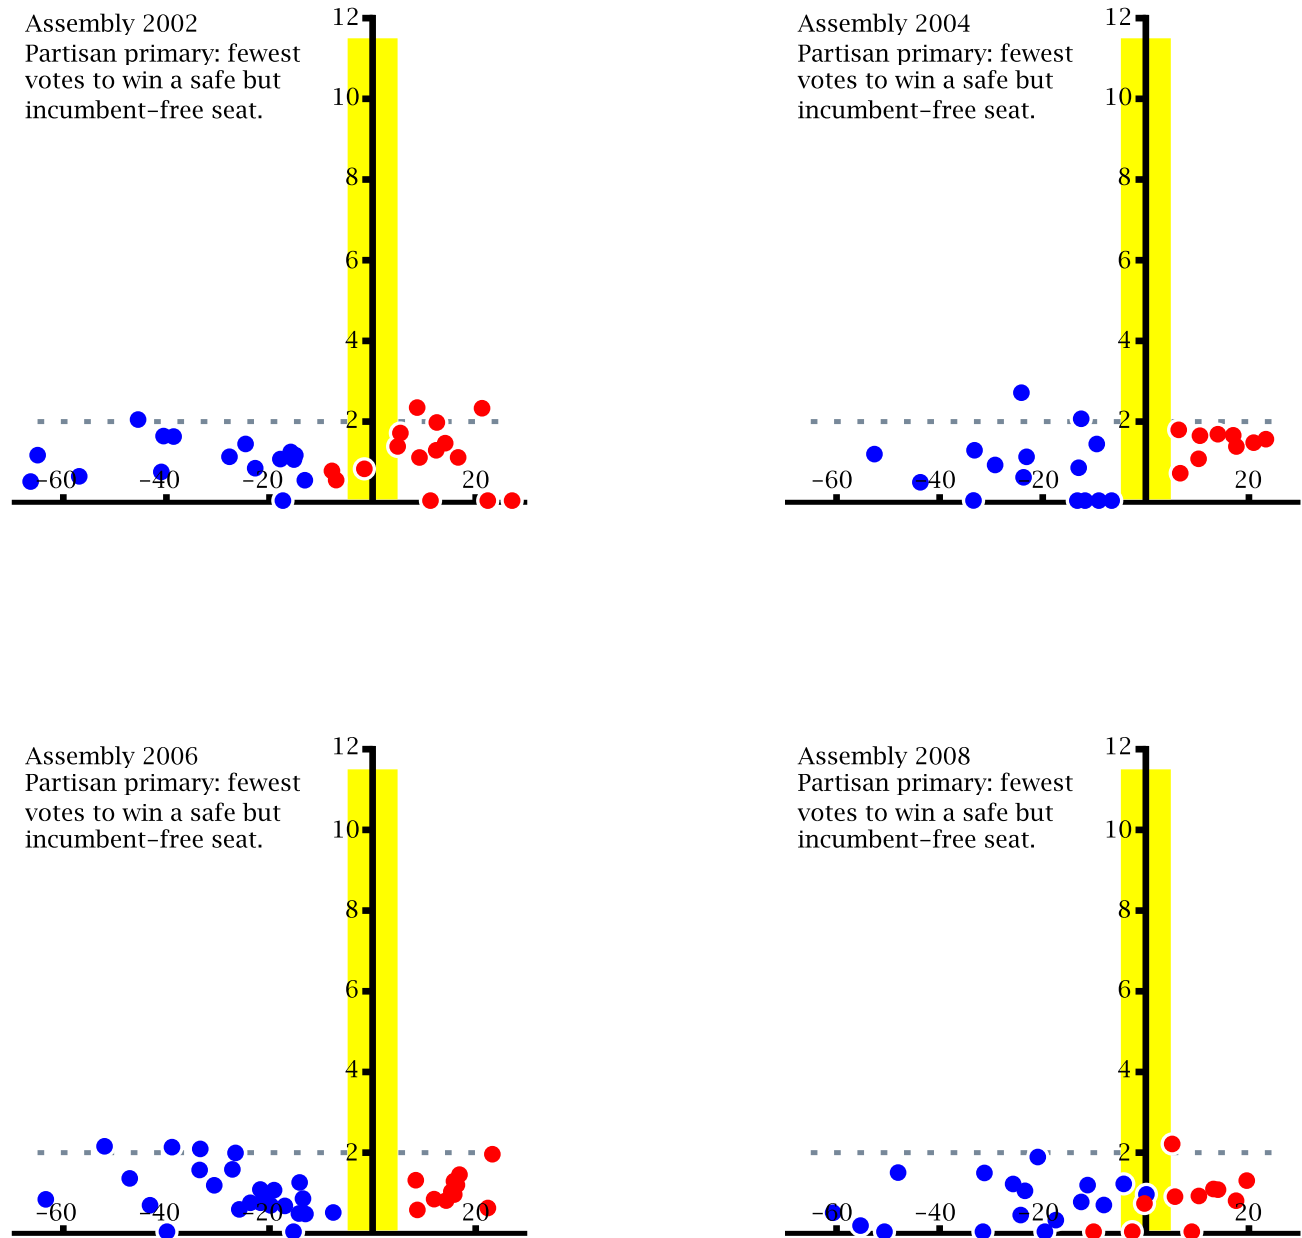 Assembly 2002
Partisan primary: fewest
votes to win a safe but
incumbent-free seat.
12
10
8
6
4
2
-60 -40 -20 20
Assembly 2004
Partisan primary: fewest
votes to win a safe but
incumbent-free seat.
12
10
8
6
4
2
-60 -40 -20 20
Assembly 2006
Partisan primary: fewest
votes to win a safe but
incumbent-free seat.
12
10
8
6
4
2
-60 -40 -20 20
Assembly 2008
Partisan primary: fewest
votes to win a safe but
incumbent-free seat.
12
10
8
6
4
2
-60 -40 -20 20